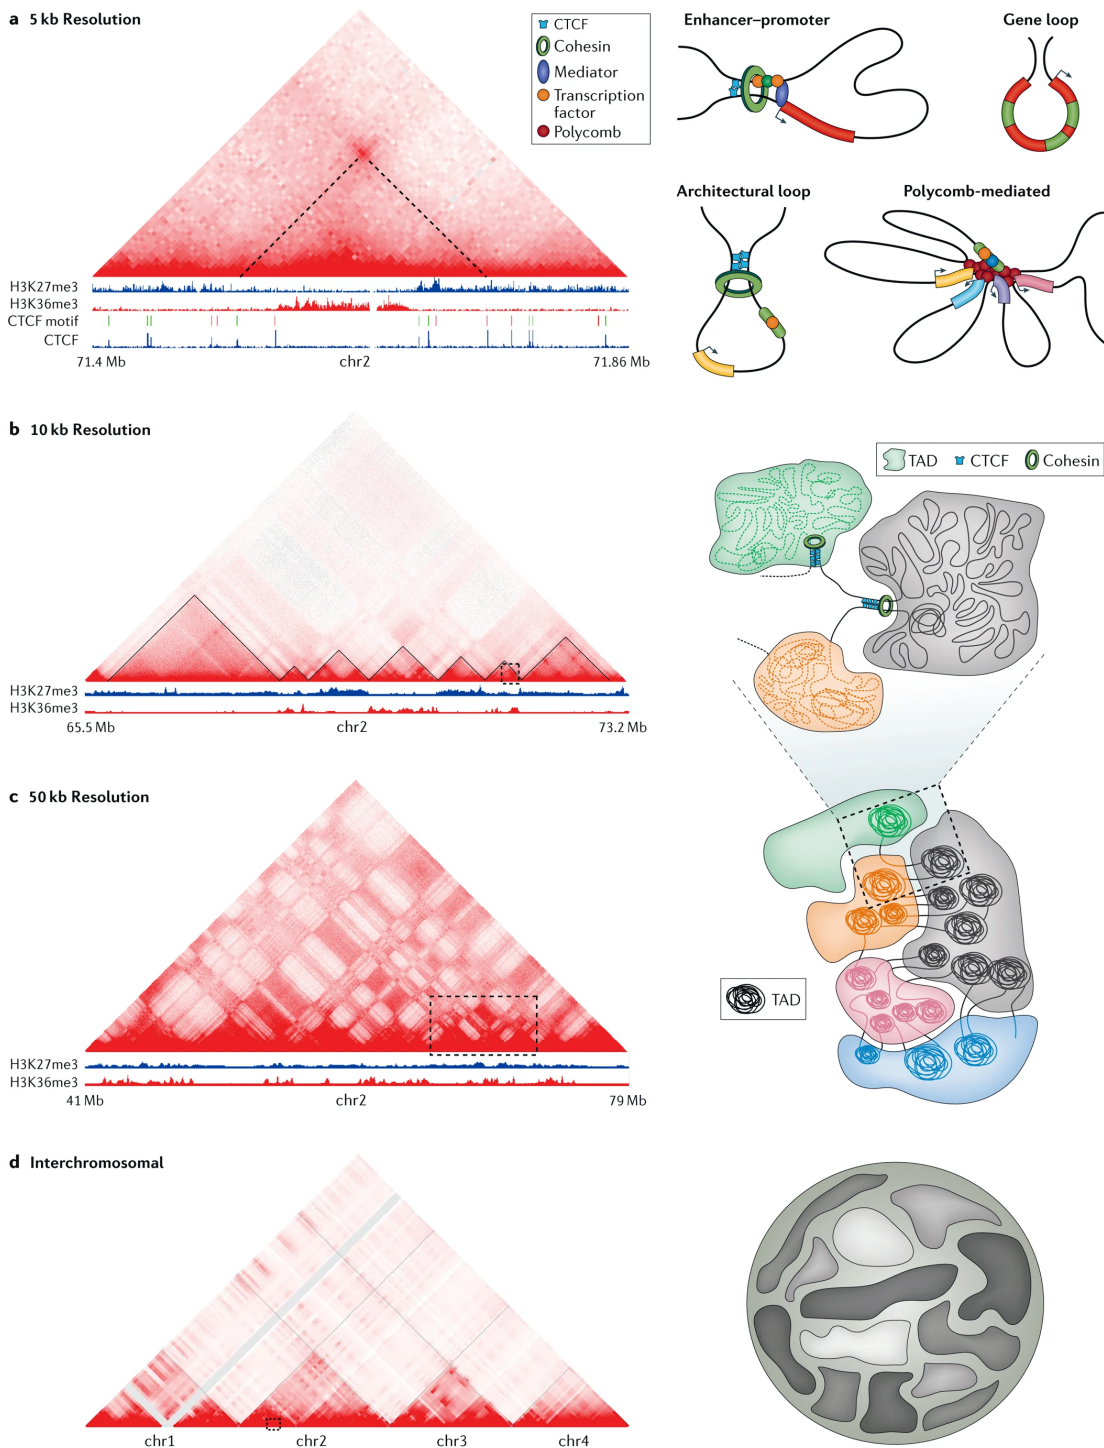 a 5 kb Resolution
CTCF
Cohesin
Mediator
Transcription
factor
Polycomb
Enhancer–promoter
Gene loop
Architectural loop
Polycomb-mediated
H3K27me3
H3K36me3
CTCF motif
CTCF
71.4 Mb chr2 71.86 Mb
b 10 kb Resolution
TAD CTCF Cohesin
H3K27me3
H3K36me3
65.5 Mb chr2 73.2 Mb
c 50 kb Resolution
TAD
H3K27me3
H3K36me3
41 Mb chr2 79 Mb
d Interchromosomal
chr1 chr2 chr3 chr4